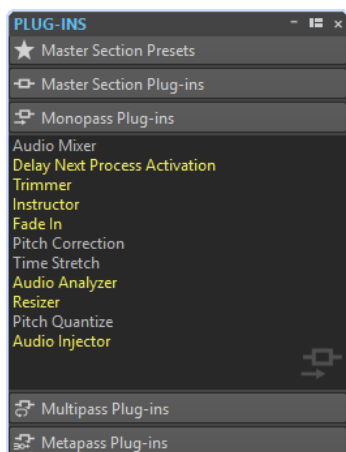 PLUG-INS
Master Section Presets
Master Section Plug-ins
Monopass Plug-ins
Audio Mixer
Delay Next Process Activation
Trimmer
Instructor
Fade In
Pitch Correction
Time Stretch
Audio Analyzer
Resizer
Pitch Quantize
Audio Injector
Multipass Plug-ins
Metapass Plug-ins